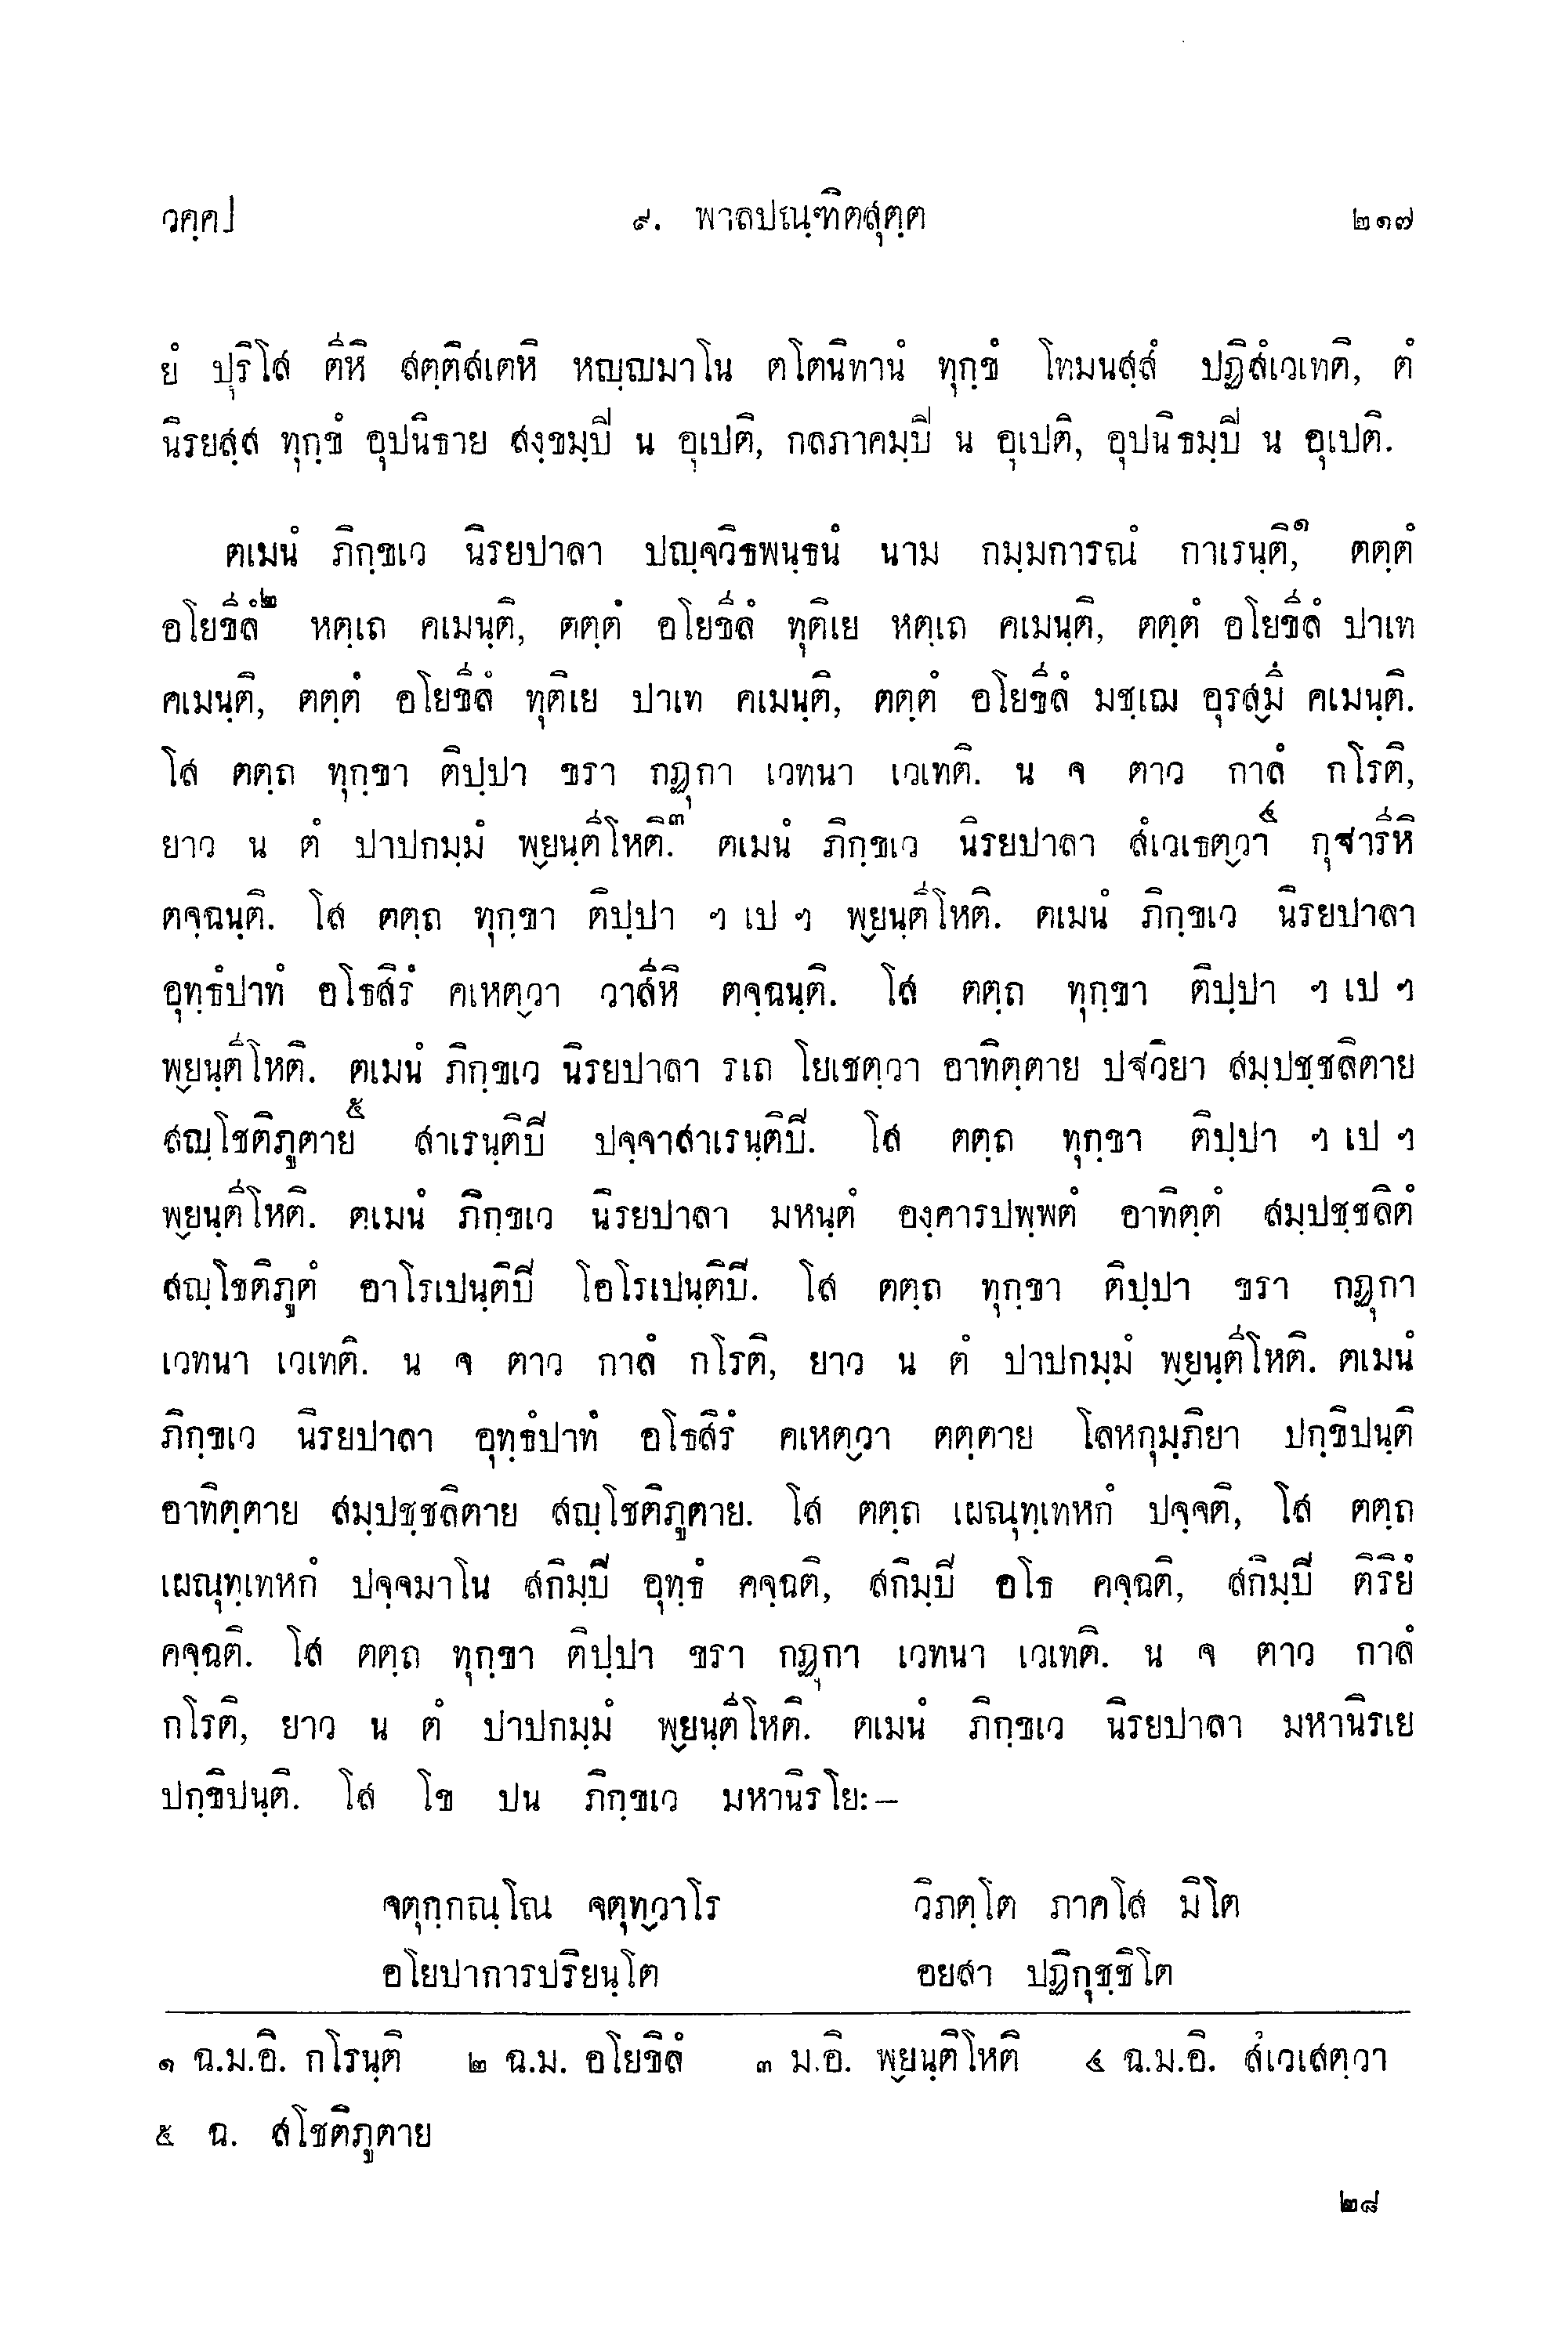 วคฺค] ๙. พาลปณฺฑิตสุตฺต ๒๑๗
ยํ ปุริโส ตีหิ สตฺติสเตหิ หญฺญมาโน ตโตนิทานํ ทุกฺขํ โทมนสฺสํ ปฏิสํเวเทติ, ตํ
นิรยสฺส ทุกฺขํ อุปนิธาย สงฺขมฺปิ น อุเปติ, กลภาคมฺปิ น อุเปติ, อุปนิธมฺปิ น อุเปติ.
ตเมนํ ภิกฺขเว นิรยปาลา ปญฺจวิธพนฺธนํ นาม กมฺมการณํ กาเรนฺติ,๑ ตตฺตํ
อโยขีลํ๒ หตฺเถ คเมนฺติ, ตตฺตํ อโยขีลํ ทุติเย หตฺเถ คเมนฺติ, ตตฺตํ อโยขีลํ ปาเท
คเมนฺติ, ตตฺตํ อโยขีลํ ทุติเย ปาเท คเมนฺติ, ตตฺตํ อโยขีลํ มชฺเฌ อุรสฺมึ คเมนฺติ.
โส ตตฺถ ทุกฺขา ติปฺปา ขรา กฏุกา เวทนา เวเทติ. น จ ตาว กาลํ กโรติ,
ยาว น ตํ ปาปกมฺมํ พฺยนฺตีโหติ.๓ ตเมนํ ภิกฺขเว นิรยปาลา สํเวเธตฺวา๔ กุฐารีหิ
ตจฺฉนฺติ. โส ตตฺถ ทุกฺขา ติปฺปา ฯ เป ฯ พฺยนฺตีโหติ. ตเมนํ ภิกฺขเว นิรยปาลา
อุทฺธํปาทํ อโธสิรํ คเหตฺวา วาสีหิ ตจฺฉนฺติ. โส ตตฺถ ทุกฺขา ติปฺปา ฯ เป ฯ
พฺยนฺตีโหติ. ตเมนํ ภิกฺขเว นิรยปาลา รเถ โยเชตฺวา อาทิตฺตาย ปฐวิยา สมฺปชฺชลิตาย
สญฺโชติภูตาย๕ สาเรนฺติปิ ปจฺจาสาเรนฺติปิ. โส ตตฺถ ทุกฺขา ติปฺปา ฯ เป ฯ
พฺยนฺตีโหติ. ตเมนํ ภิกฺขเว นิรยปาลา มหนฺตํ องฺคารปพฺพตํ อาทิตฺตํ สมฺปชฺชลิตํ
สญฺโชติภูตํ อาโรเปนฺติปิ โอโรเปนฺติปิ. โส ตตฺถ ทุกฺขา ติปฺปา ขรา กฏุกา
เวทนา เวเทติ. น จ ตาว กาลํ กโรติ, ยาว น ตํ ปาปกมฺมํ พฺยนฺตีโหติ. ตเมนํ
ภิกฺขเว นิรยปาลา อุทฺธํปาทํ อโธสิรํ คเหตฺวา ตตฺตาย โลหกุมฺภิยา ปกฺขิปนฺติ
อาทิตฺตาย สมฺปชฺชลิตาย สญฺโชติภูตาย. โส ตตฺถ เผณุทฺเทหกํ ปจฺจติ, โส ตตฺถ
เผณุทฺเทหกํ ปจฺจมาโน สกิมฺปิ อุทฺธํ คจฺฉติ, สกิมฺปิ อโธ คจฺฉติ, สกิมฺปิ ติริยํ
คจฺฉติ. โส ตตฺถ ทุกฺขา ติปฺปา ขรา กฏุกา เวทนา เวเทติ. น จ ตาว กาลํ
กโรติ, ยาว น ตํ ปาปกมฺมํ พฺยนฺตีโหติ. ตเมนํ ภิกฺขเว นิรยปาลา มหานิรเย
ปกฺขิปนฺติ. โส โข ปน ภิกฺขเว มหานิรโย:–
จตุกฺกณฺโณ จตุทฺวาโร วิภตฺโต ภาคโส มิโต
อโยปาการปริยนฺโต อยสา ปฏิกุชฺชิโต
๑ ฉ.ม.อิ. กโรนฺติ ๒ ฉ.ม. อโยขิลํ ๓ ม.อิ. พฺยนฺติโหติ ๔ ฉ.ม.อิ. สํเวเสตฺวา
๕ ฉ. สโชติภูตาย
๒๘